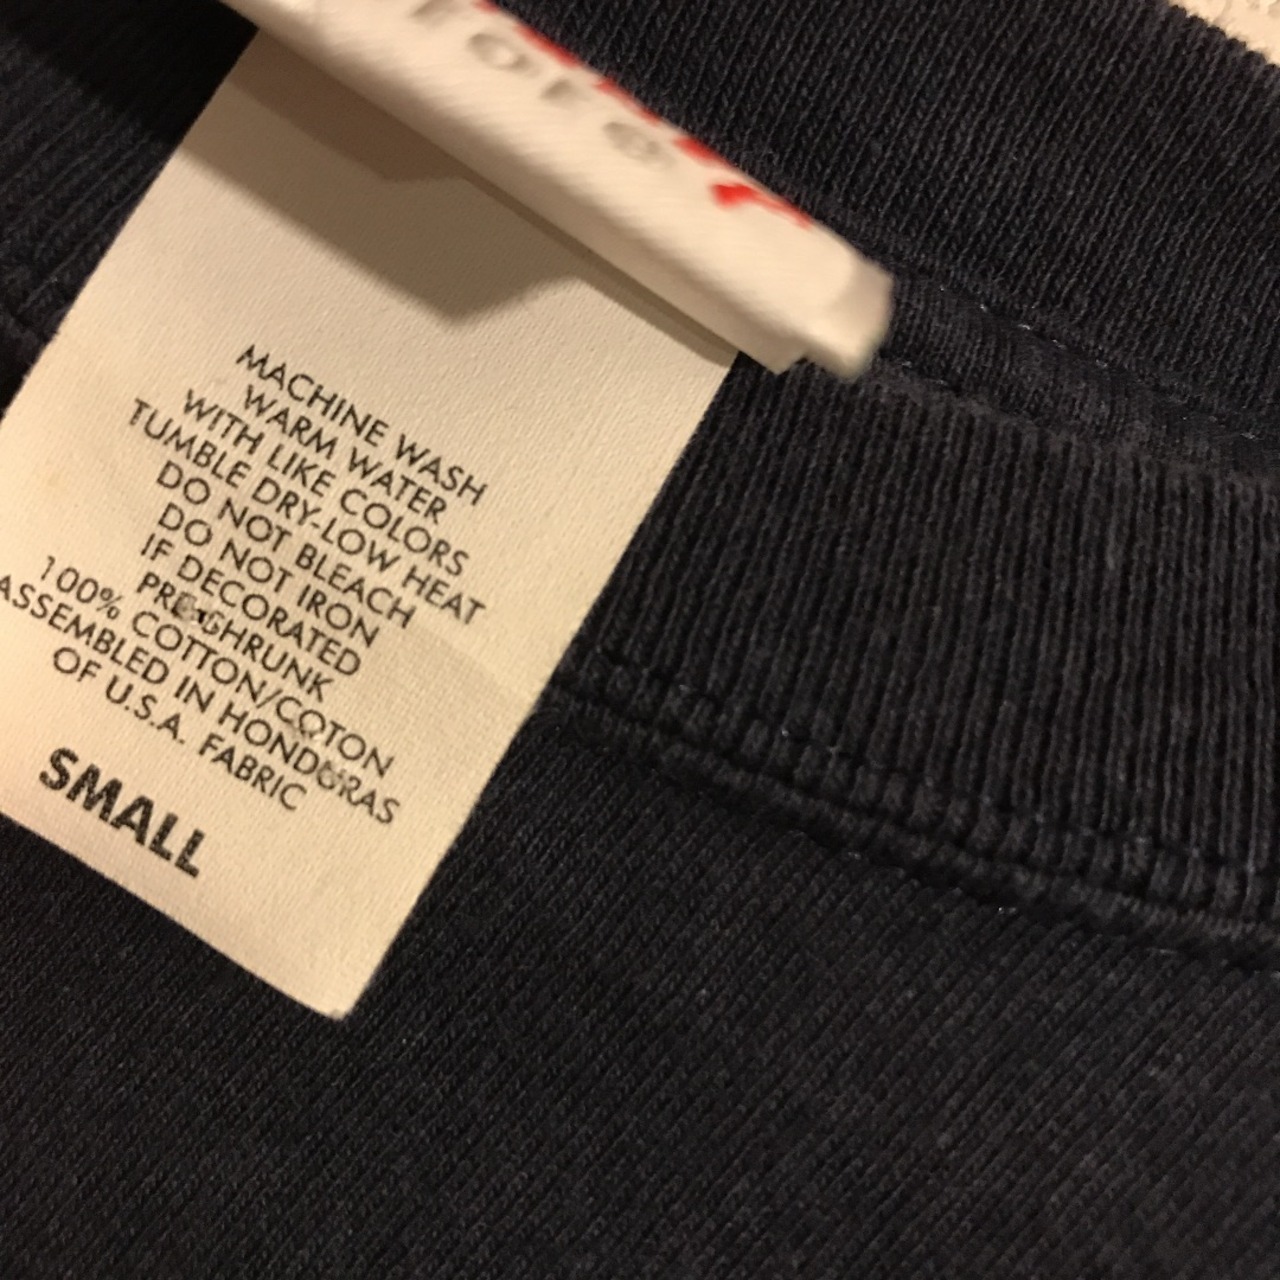 MACHINE WASH
WARM WATER
WITH LIKE COLORS
TUMBLE DRY-LOW HEAT
DO NOT BLEACH
DO NOT IRON
IF DECORATED
PRE-SHRUNK
100% COTTON/COTON
ASSEMBLED IN HONDURAS
OF U.S.A. FABRIC
SMALL